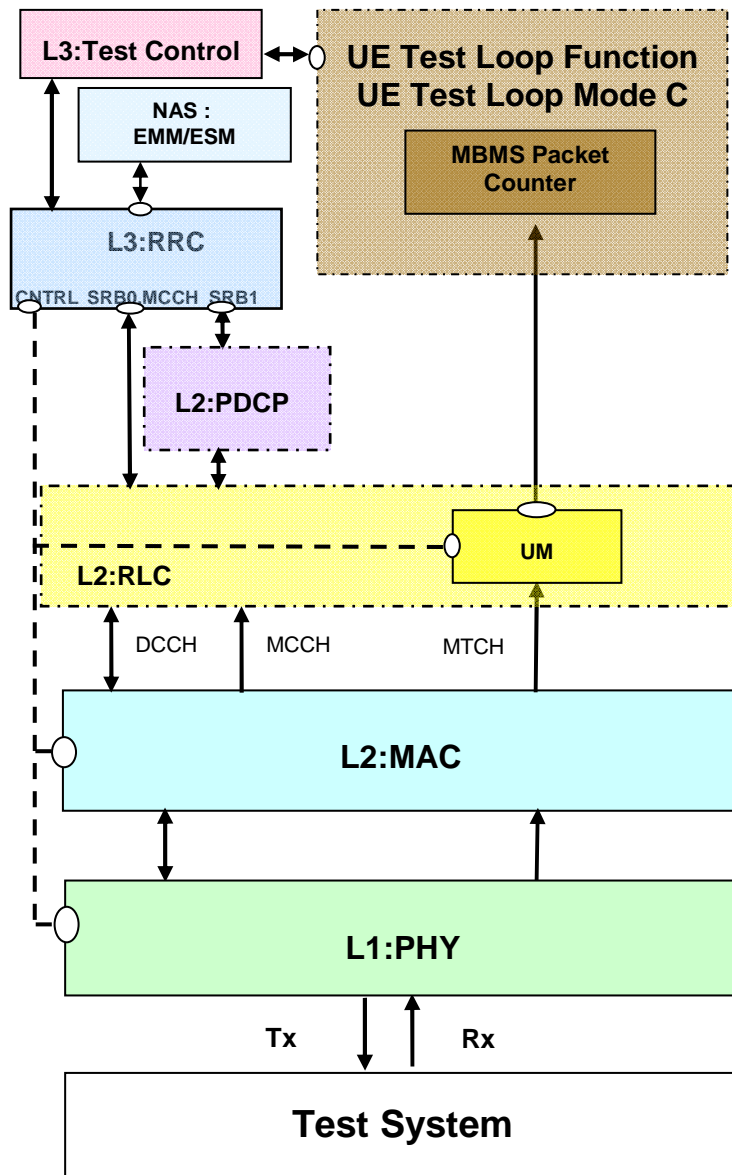 L3:Test Control
UE Test Loop Function
UE Test Loop Mode C
NAS :
EMM/ESM
MBMS Packet
Counter
L3:RRC
CNTRL SRB0,MCCH SRB1
L2:PDCP
UM
L2:RLC
DCCH MCCH MTCH
L2:MAC
L1:PHY
Tx Rx
Test System